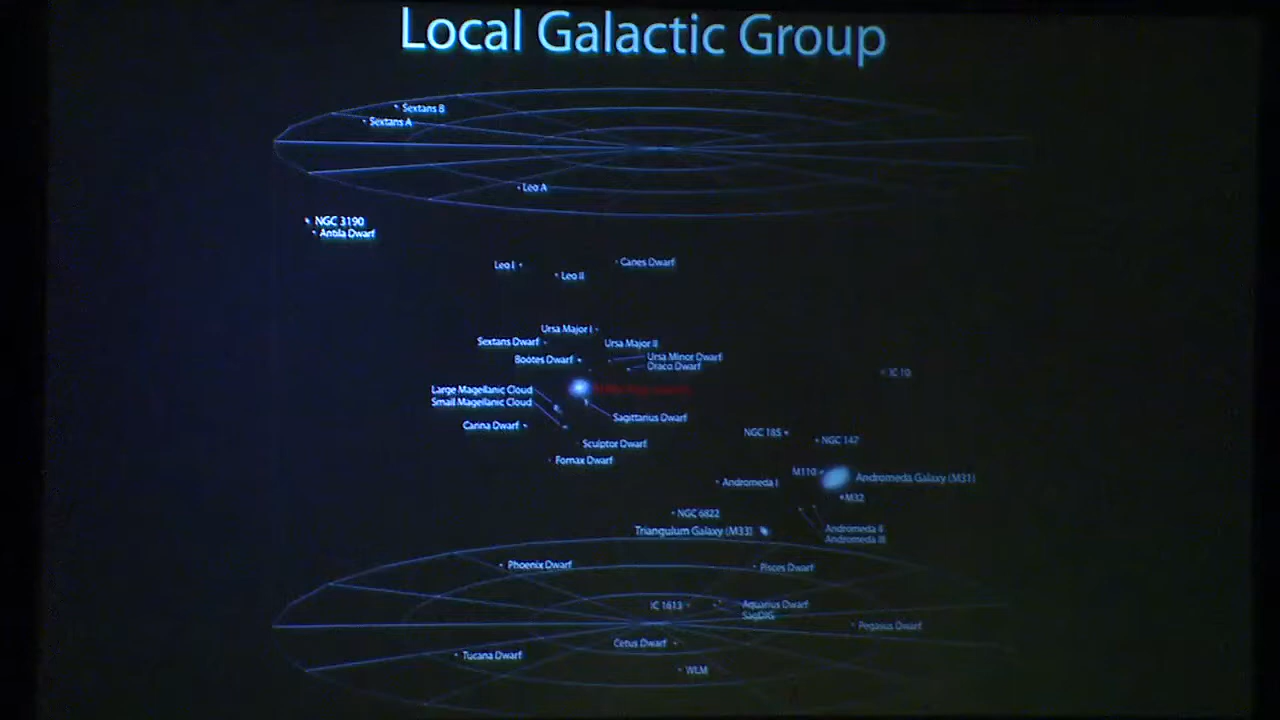 Local Galactic Group
Sextans B
Sextans A
Leo A
NGC 3190
Antila Dwarf
Leo I
Leo II
Canes Dwarf
Ursa Major I
Sextans Dwarf
Ursa Major II
Bootes Dwarf
Ursa Minor Dwarf
Draco Dwarf
IC 10
Large Magellanic Cloud
Small Magellanic Cloud
Sagittarius Dwarf
Carina Dwarf
NGC 185
NGC 147
Sculptor Dwarf
Fornax Dwarf
M110
Andromeda Galaxy (M31)
Andromeda I
M32
NGC 6822
Triangulum Galaxy (M33)
Andromeda II
Andromeda III
Phoenix Dwarf
Pisces Dwarf
IC 1613
Aquarius Dwarf
SagDIG
Pegasus Dwarf
Cetus Dwarf
Tucana Dwarf
WLM